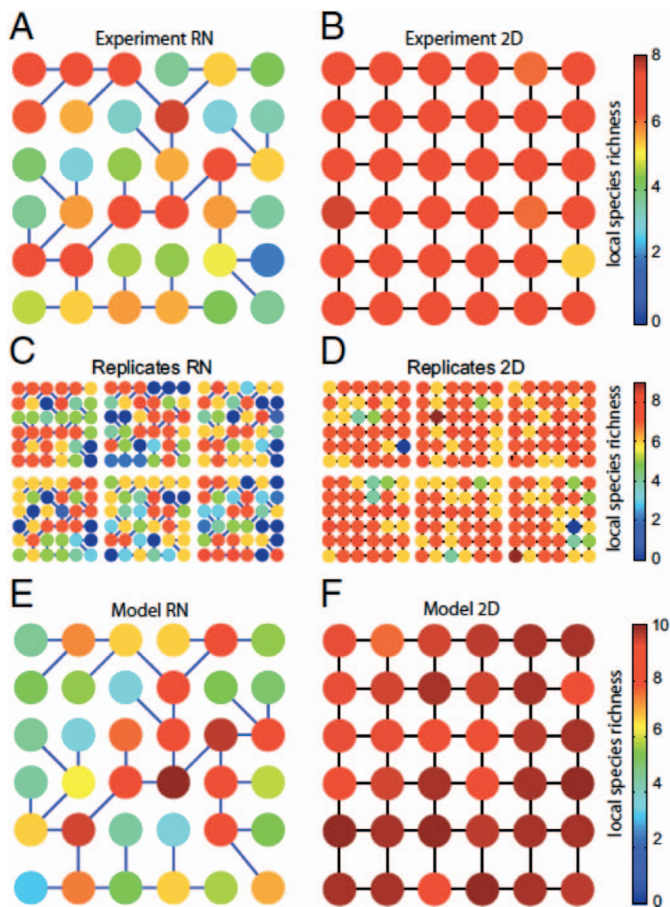 A
Experiment RN
B
Experiment 2D
8
6
4
2
0
local species richness
C
Replicates RN
D
Replicates 2D
8
6
4
2
0
local species richness
E
Model RN
F
Model 2D
10
8
6
4
2
0
local species richness